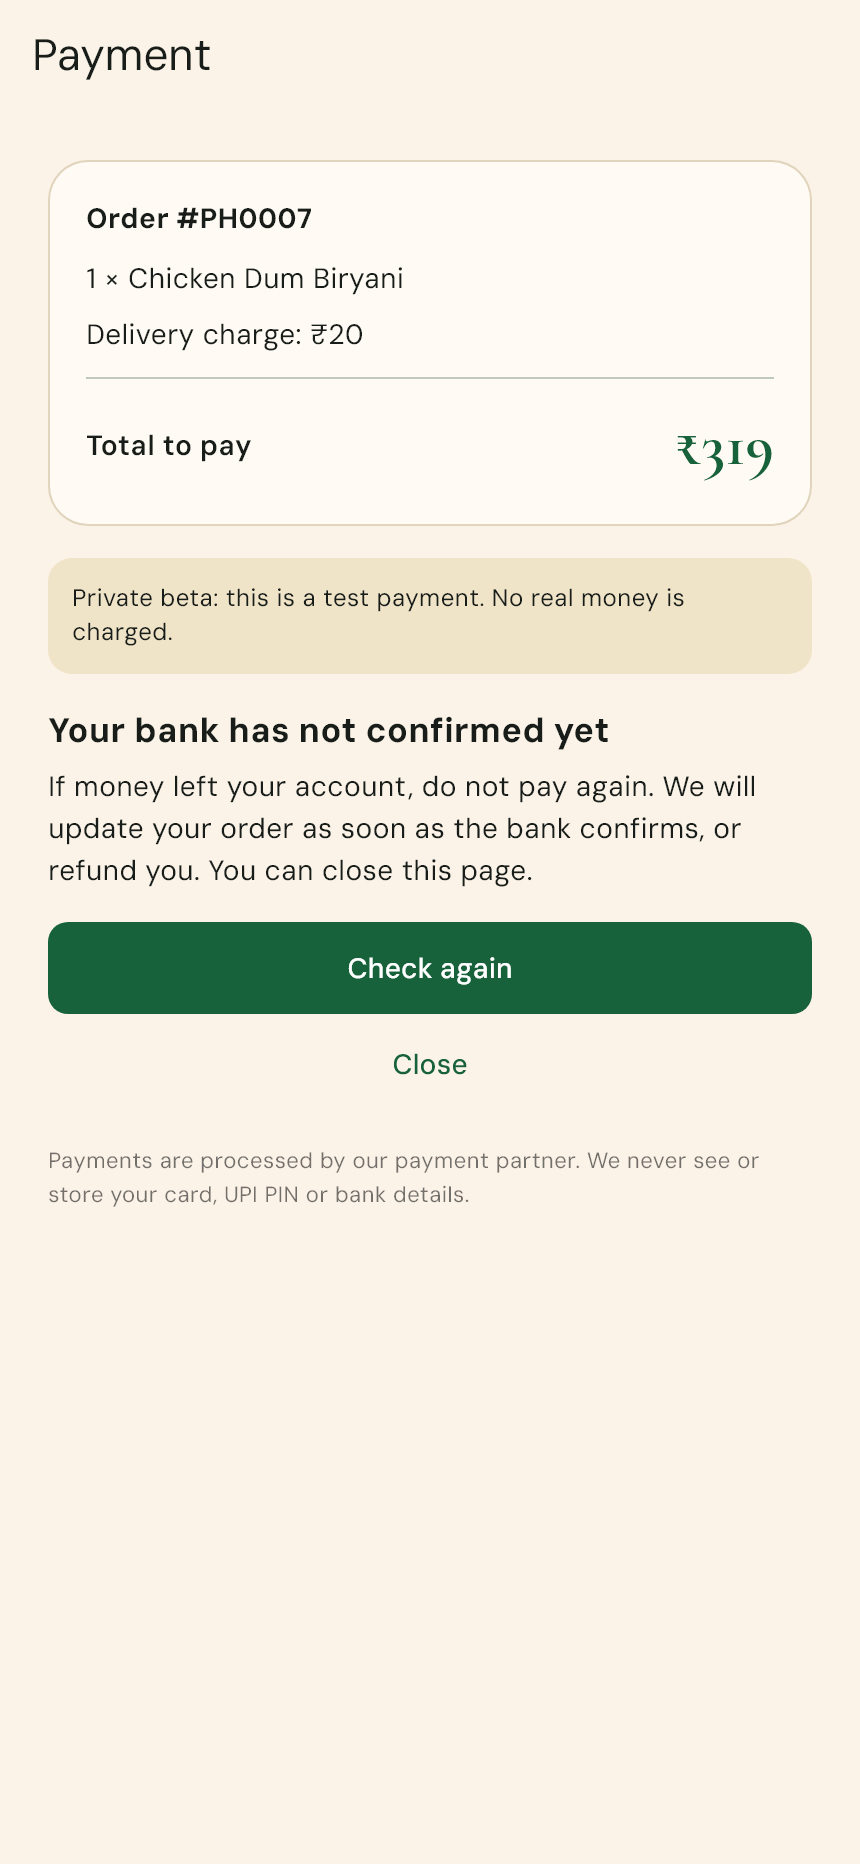 Payment
Order #PH0007
1 × Chicken Dum Biryani
Delivery charge: ₹20
Total to pay ₹319
Private beta: this is a test payment. No real money is
charged.
Your bank has not confirmed yet
If money left your account, do not pay again. We will
update your order as soon as the bank confirms, or
refund you. You can close this page.
Check again
Close
Payments are processed by our payment partner. We never see or
store your card, UPI PIN or bank details.